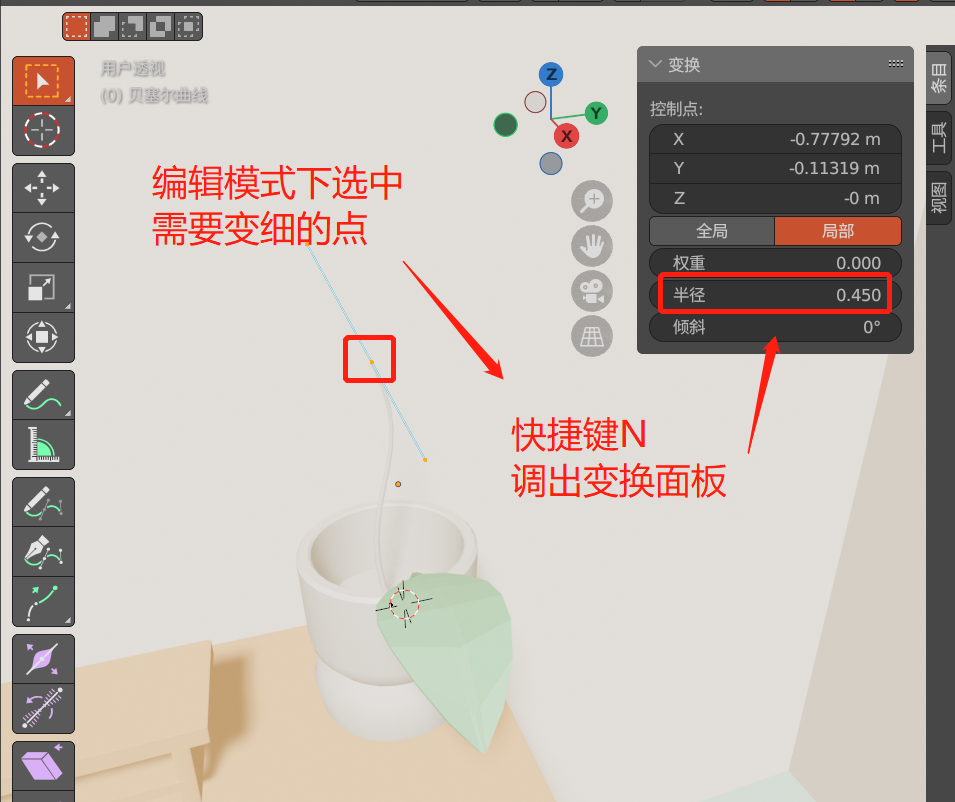 用户透视
(0) 贝塞尔曲线
编辑模式下选中
需要变细的点
快捷键N
调出变换面板
Z
Y
X
变换
控制点:
X -0.77792 m
Y -0.11319 m
Z -0 m
全局 局部
权重 0.000
半径 0.450
倾斜 0°
条目
工具
视图